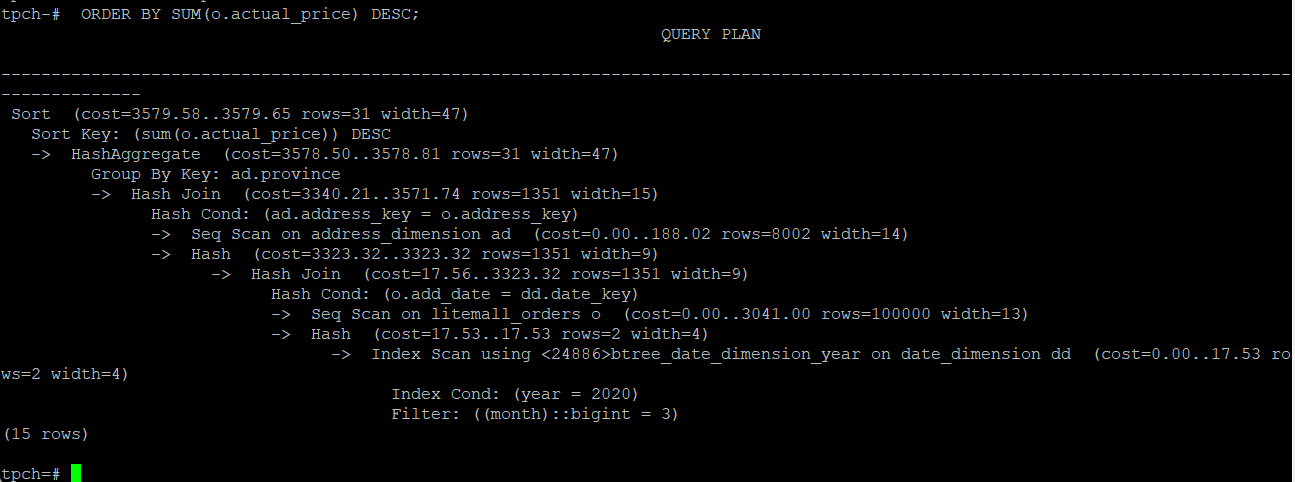 tpch-#  ORDER BY SUM(o.actual_price) DESC;
QUERY PLAN
---------------------------------------------------------------------------------------------------------------------------------
--------------
 Sort  (cost=3579.58..3579.65 rows=31 width=47)
   Sort Key: (sum(o.actual_price)) DESC
   ->  HashAggregate  (cost=3578.50..3578.81 rows=31 width=47)
         Group By Key: ad.province
         ->  Hash Join  (cost=3340.21..3571.74 rows=1351 width=15)
               Hash Cond: (ad.address_key = o.address_key)
               ->  Seq Scan on address_dimension ad  (cost=0.00..188.02 rows=8002 width=14)
               ->  Hash  (cost=3323.32..3323.32 rows=1351 width=9)
                     ->  Hash Join  (cost=17.56..3323.32 rows=1351 width=9)
                           Hash Cond: (o.add_date = dd.date_key)
                           ->  Seq Scan on litemall_orders o  (cost=0.00..3041.00 rows=100000 width=13)
                           ->  Hash  (cost=17.53..17.53 rows=2 width=4)
                                 ->  Index Scan using <24886>btree_date_dimension_year on date_dimension dd  (cost=0.00..17.53 ro
ws=2 width=4)
                                       Index Cond: (year = 2020)
                                       Filter: ((month)::bigint = 3)
(15 rows)
tpch=#